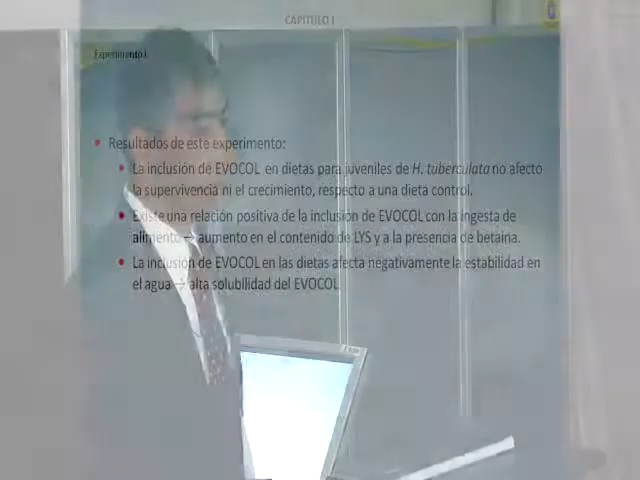 CAPITULO I
Experimento I.
Resultados de este experimento:
La inclusión de EVOCOL en dietas para juveniles de H. tuberculata no afecto
la supervivencia ni el crecimiento, respecto a una dieta control.
Existe una relación positiva de la inclusión de EVOCOL con la ingesta de
alimento → aumento en el contenido de LYS y a la presencia de betaina.
La inclusión de EVOCOL en las dietas afecta negativamente la estabilidad en
el agua → alta solubilidad del EVOCOL.